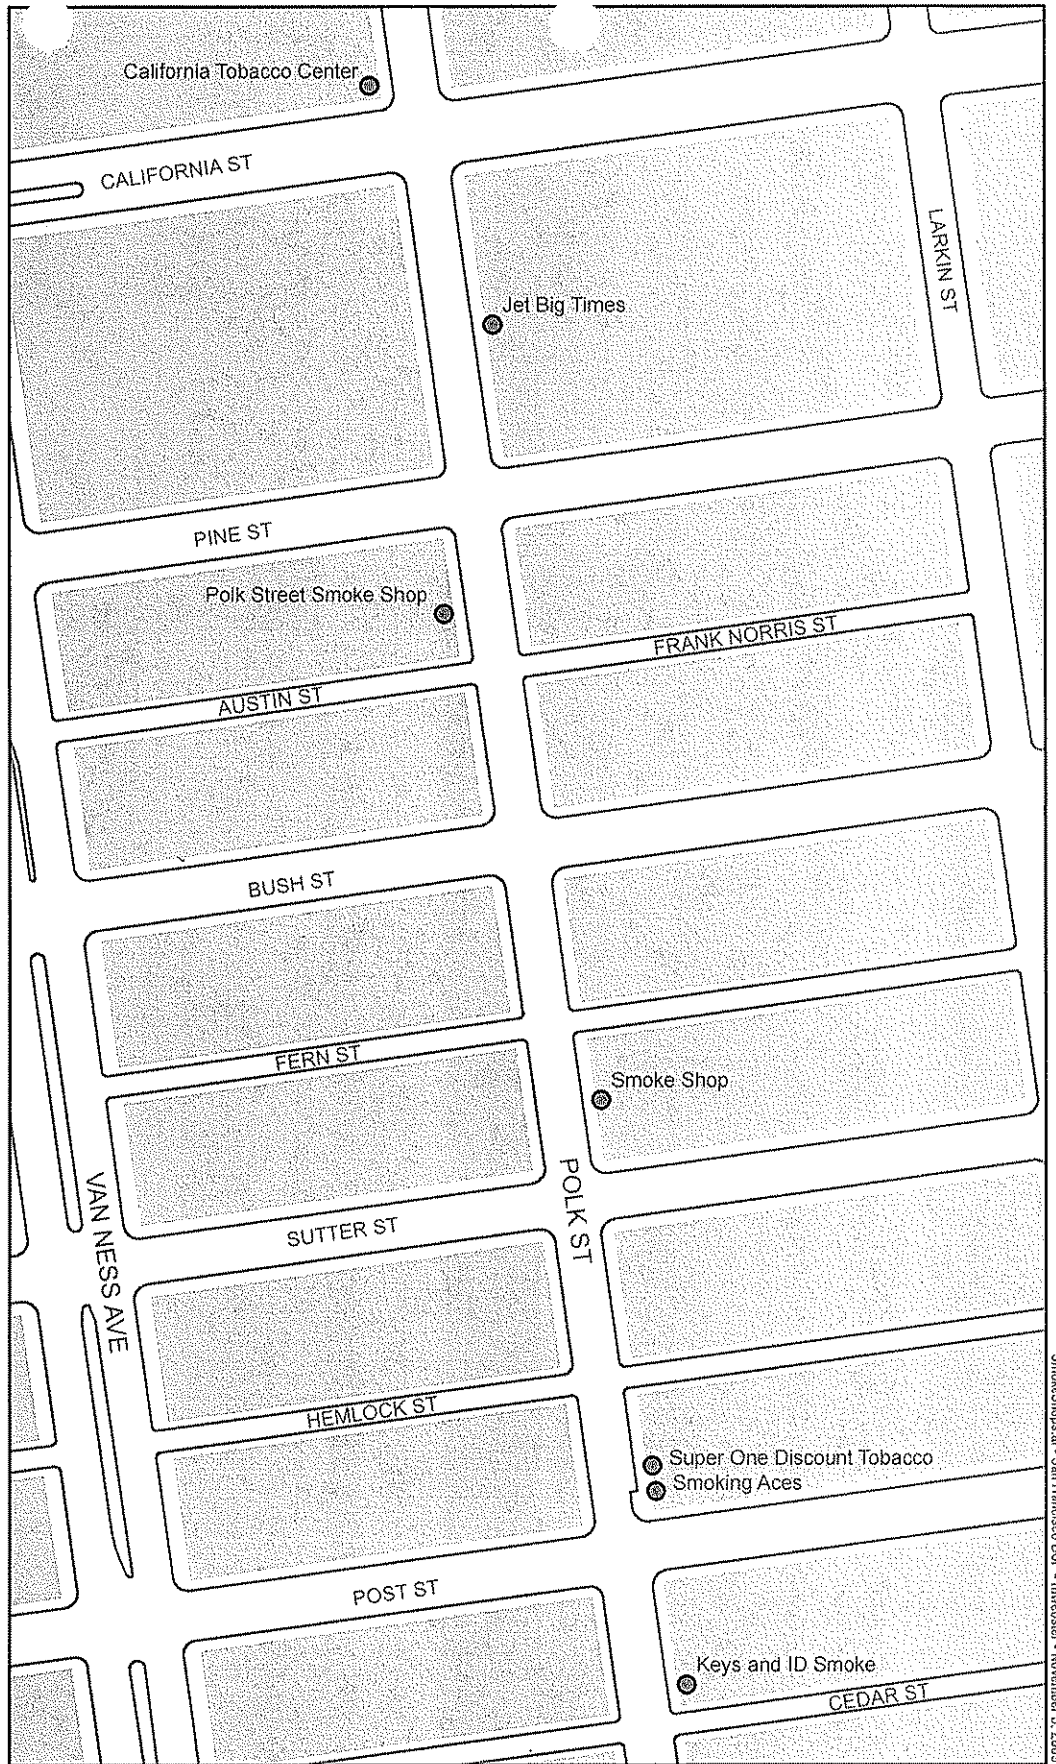 California Tobacco Center
CALIFORNIA ST
LARKIN ST
Jet Big Times
PINE ST
Polk Street Smoke Shop
FRANK NORRIS ST
AUSTIN ST
BUSH ST
FERN ST
Smoke Shop
POLK ST
VAN NESS AVE
SUTTER ST
HEMLOCK ST
Super One Discount Tobacco
Smoking Aces
POST ST
Keys and ID Smoke
CEDAR ST